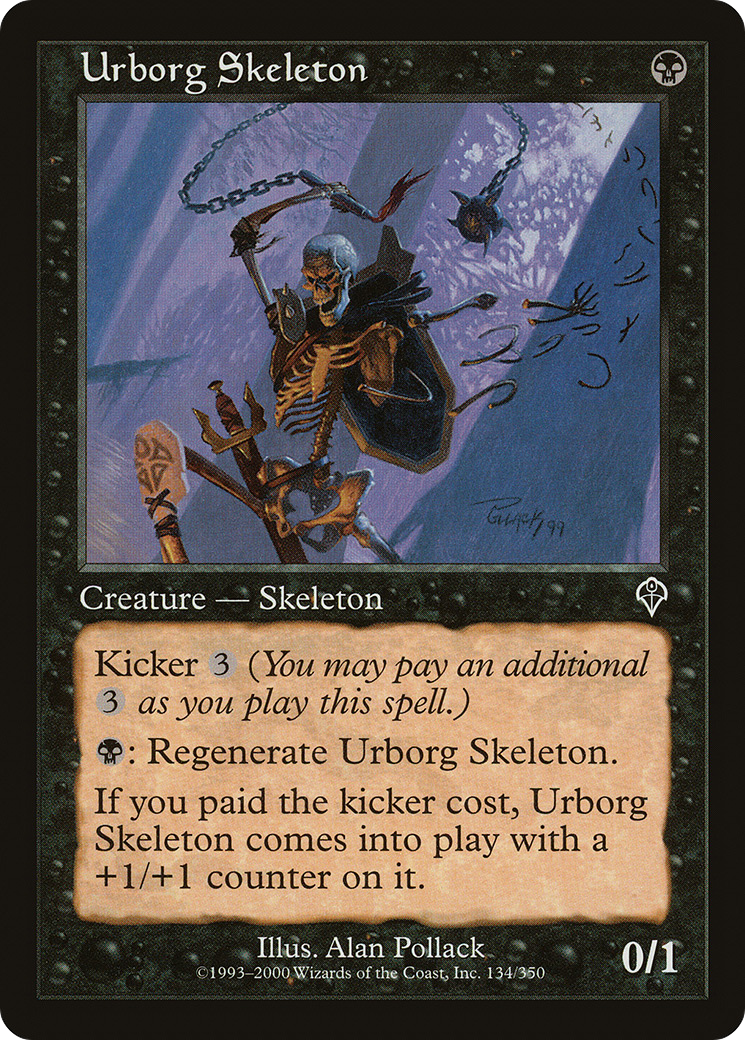 Urborg Skeleton
Pollack 99
Creature — Skeleton
Kicker 3 (You may pay an additional
3 as you play this spell.)
: Regenerate Urborg Skeleton.
If you paid the kicker cost, Urborg
Skeleton comes into play with a
+1/+1 counter on it.
Illus. Alan Pollack
0/1
©1993–2000 Wizards of the Coast, Inc. 134/350